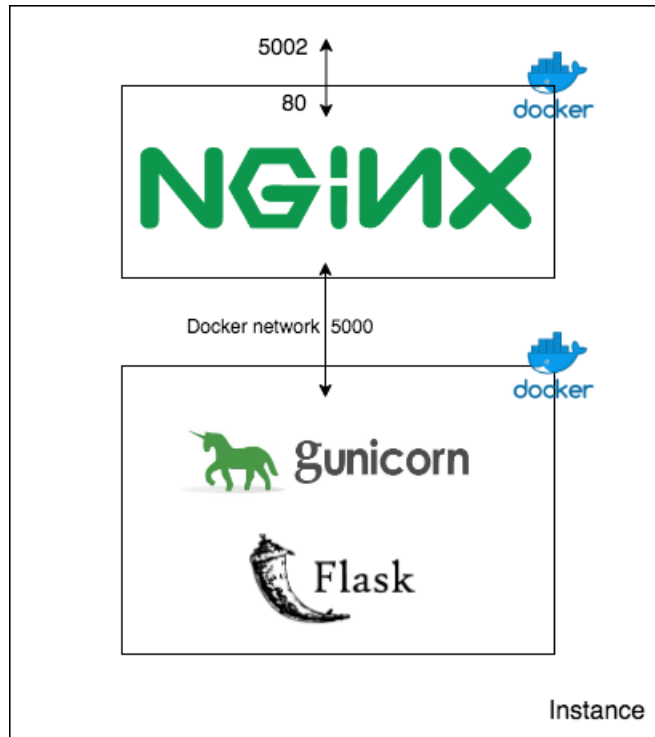 5002
80
docker
NGINX
Docker network 5000
docker
gunicorn
Flask
Instance